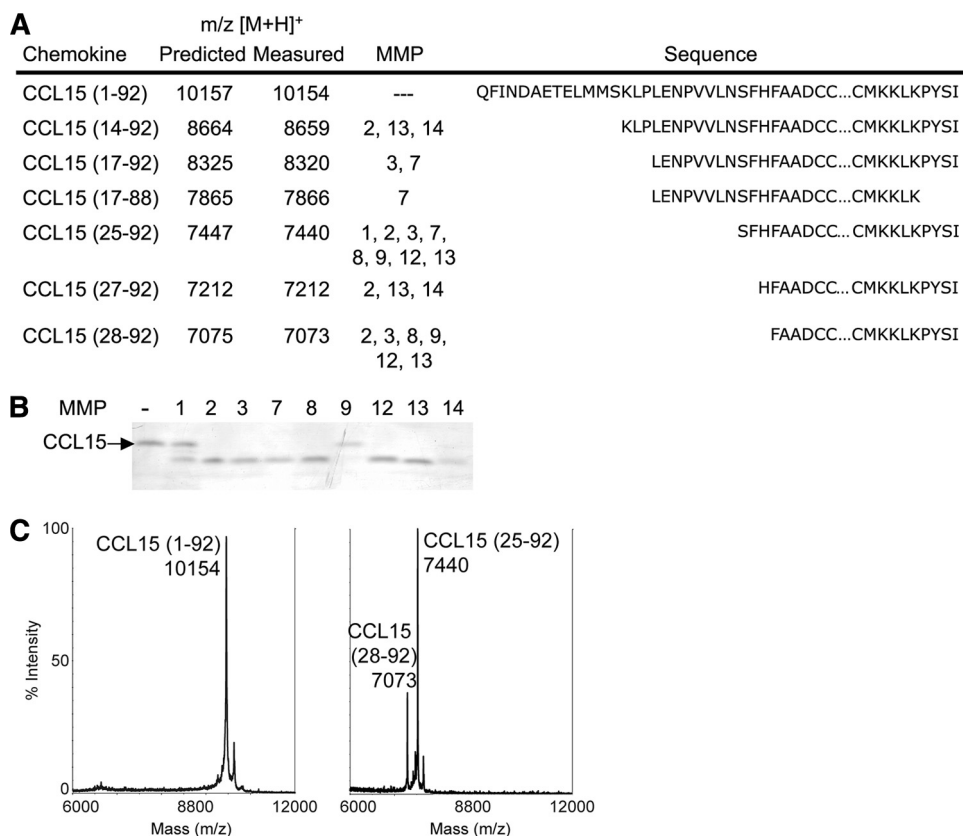 A
m/z [M+H]+
Chemokine Predicted Measured MMP Sequence
CCL15 (1-92) 10157 10154 --- QFINDAETELMMSKLPLENPVVLNSFHFAADCC...CMKKLKPYSI
CCL15 (14-92) 8664 8659 2, 13, 14 KLPLENPVVLNSFHFAADCC...CMKKLKPYSI
CCL15 (17-92) 8325 8320 3, 7 LENPVVLNSFHFAADCC...CMKKLKPYSI
CCL15 (17-88) 7865 7866 7 LENPVVLNSFHFAADCC...CMKKLK
CCL15 (25-92) 7447 7440 1, 2, 3, 7, SFHFAADCC...CMKKLKPYSI
8, 9, 12, 13
CCL15 (27-92) 7212 7212 2, 13, 14 HFAADCC...CMKKLKPYSI
CCL15 (28-92) 7075 7073 2, 3, 8, 9, FAADCC...CMKKLKPYSI
12, 13
B
MMP - 1 2 3 7 8 9 12 13 14
CCL15
C
100
50
0
% Intensity
CCL15 (1-92)
10154
6000 8800 12000
Mass (m/z)
CCL15 (25-92)
7440
CCL15
(28-92)
7073
6000 8800 12000
Mass (m/z)